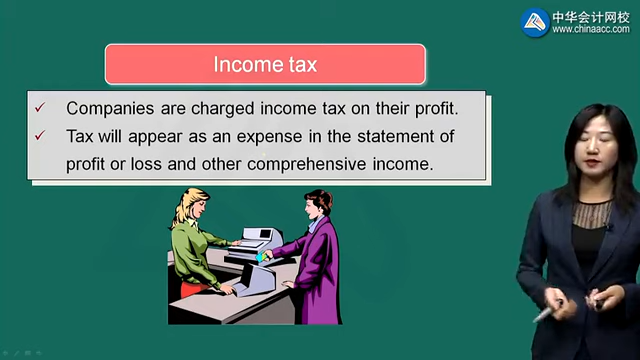 中华会计网校
www.chinaacc.com
Income tax
Companies are charged income tax on their profit.
Tax will appear as an expense in the statement of
profit or loss and other comprehensive income.